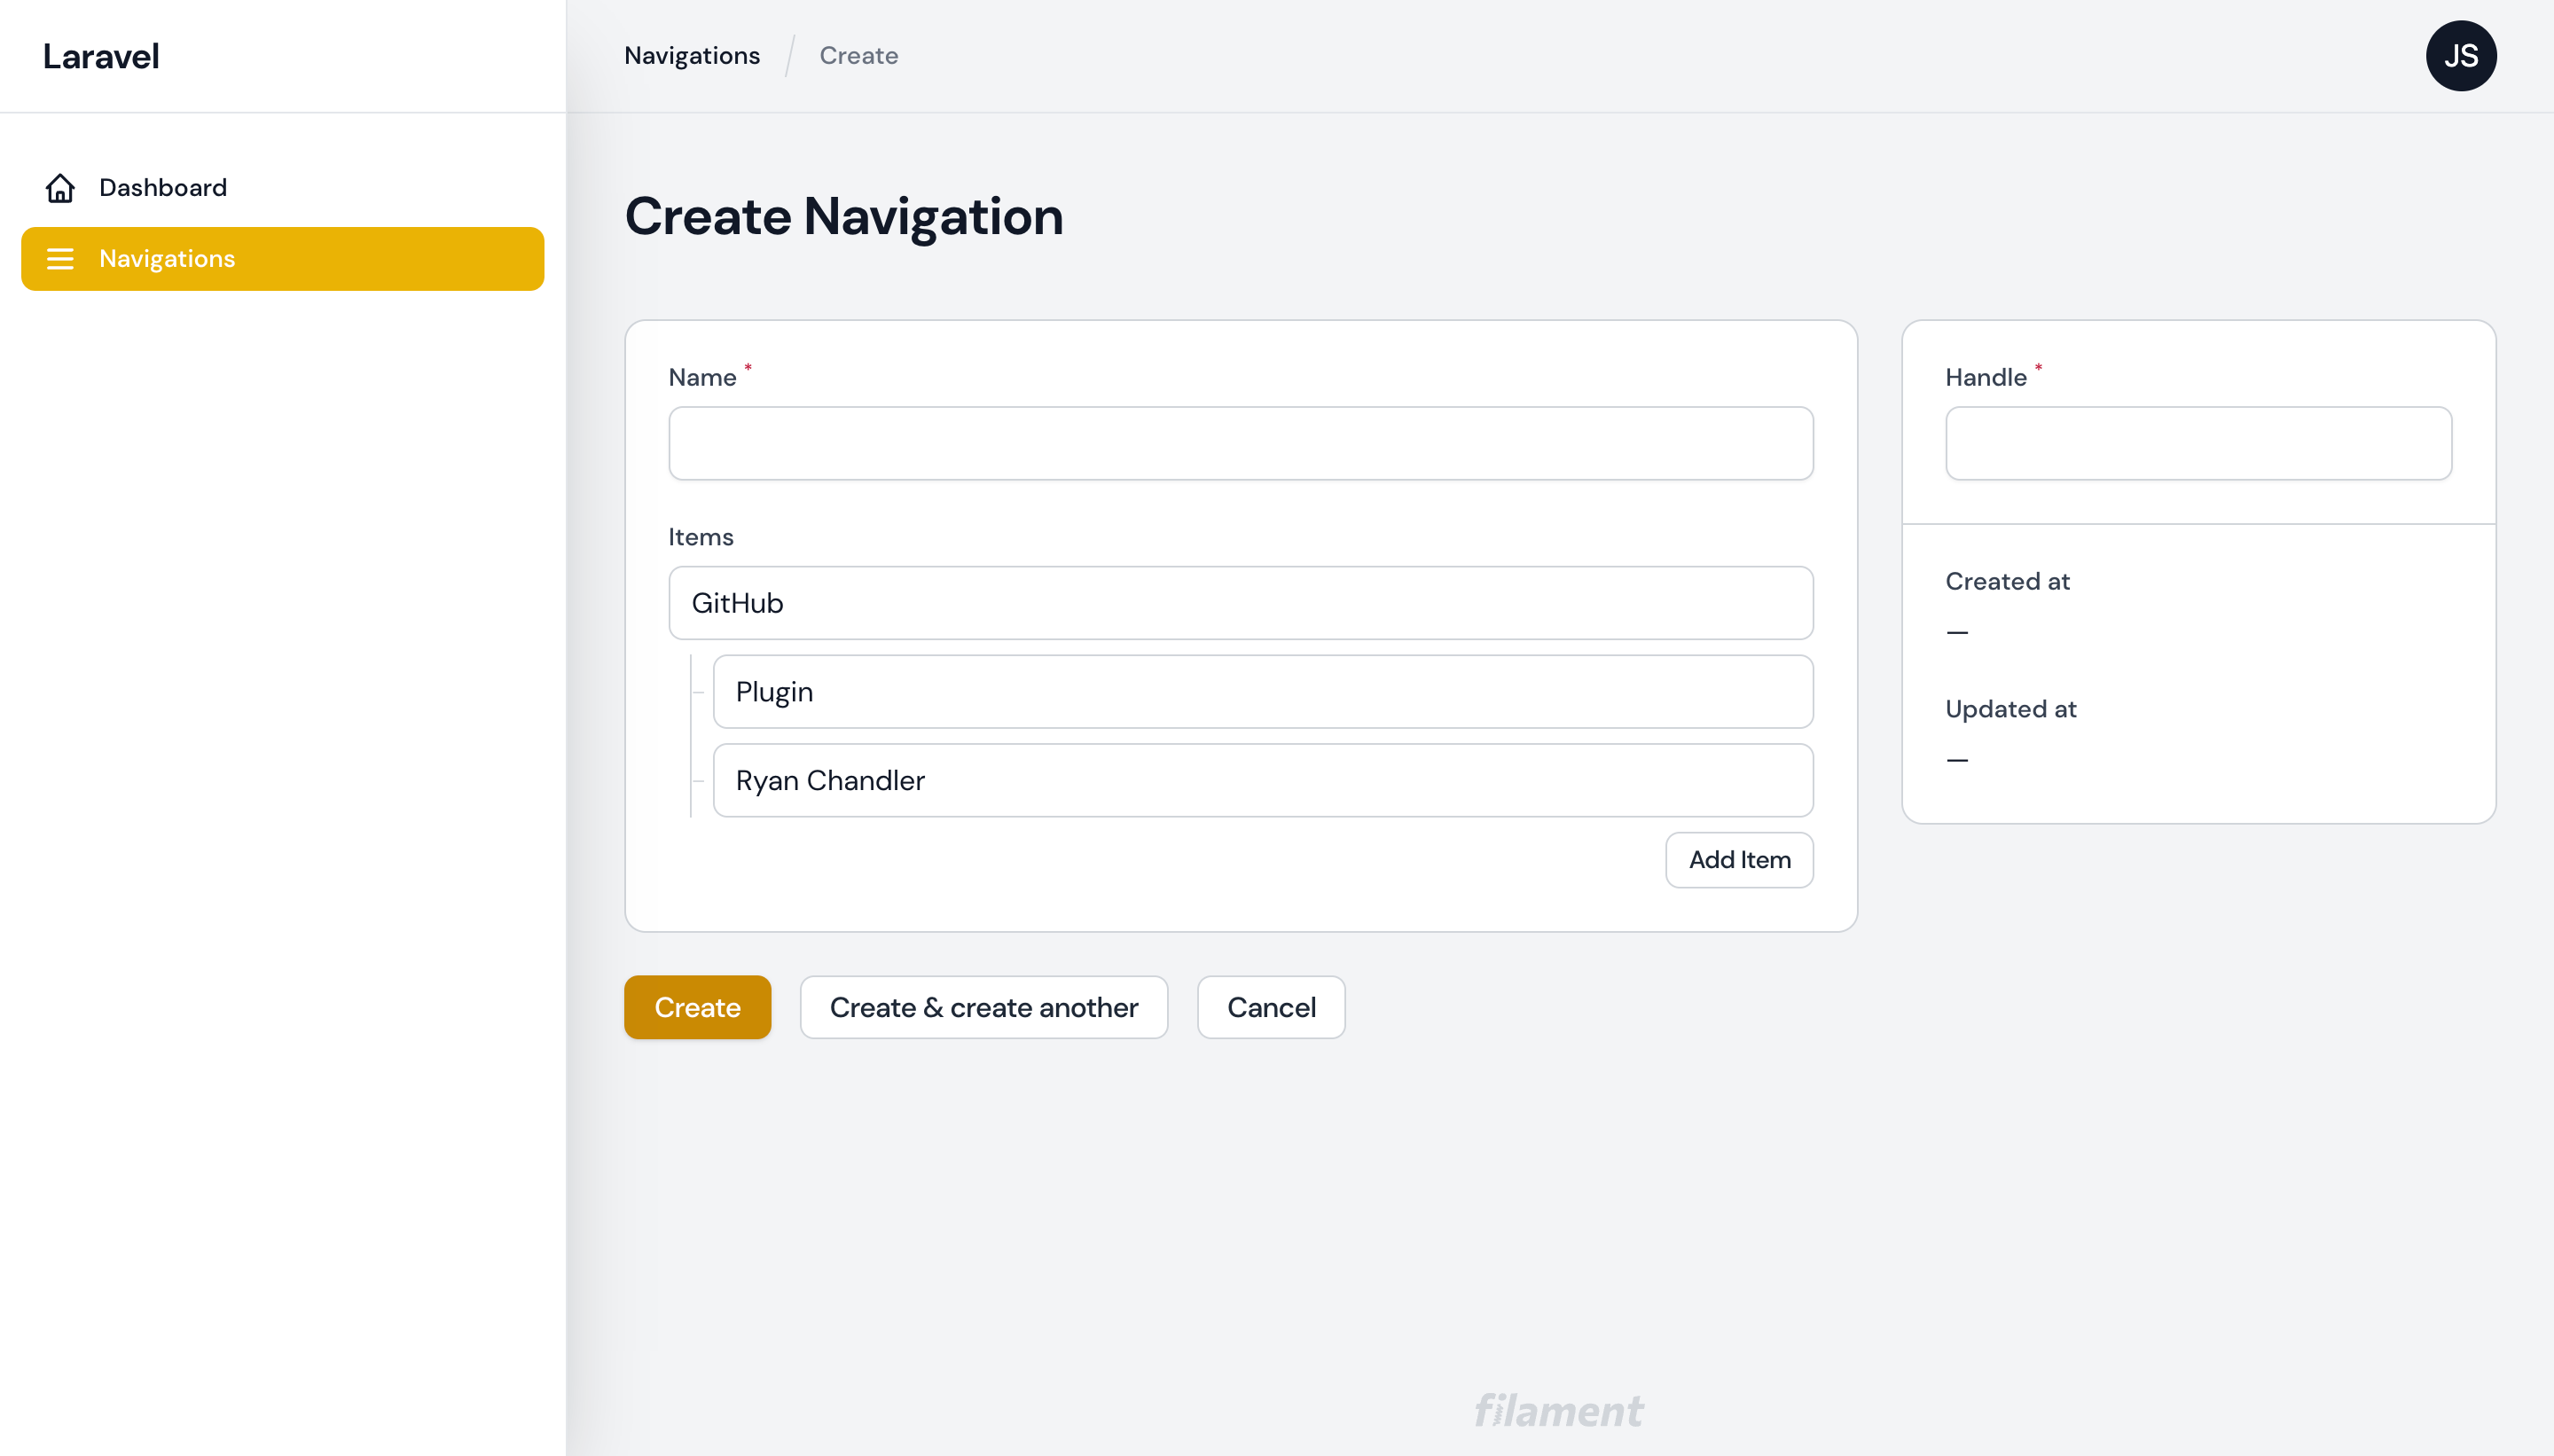 Laravel
Navigations / Create
JS
Dashboard
Navigations
Create Navigation
Name *
Items
GitHub
Plugin
Ryan Chandler
Add Item
Handle *
Created at
—
Updated at
—
Create
Create & create another
Cancel
filament